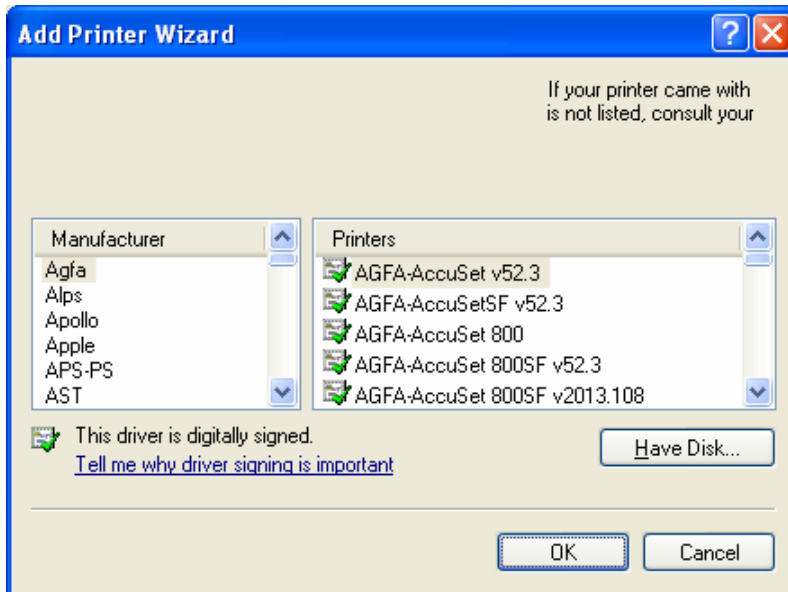 Add Printer Wizard
If your printer came with
is not listed, consult your
Manufacturer
Agfa
Alps
Apollo
Apple
APS-PS
AST
Printers
AGFA-AccuSet v52.3
AGFA-AccuSetSF v52.3
AGFA-AccuSet 800
AGFA-AccuSet 800SF v52.3
AGFA-AccuSet 800SF v2013.108
This driver is digitally signed.
Tell me why driver signing is important
Have Disk...
OK
Cancel